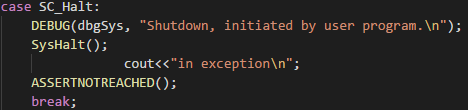 case SC_Halt:
DEBUG(dbgSys, "Shutdown, initiated by user program.\n");
SysHalt();
cout<<"in exception\n";
ASSERTNOTREACHED();
break;